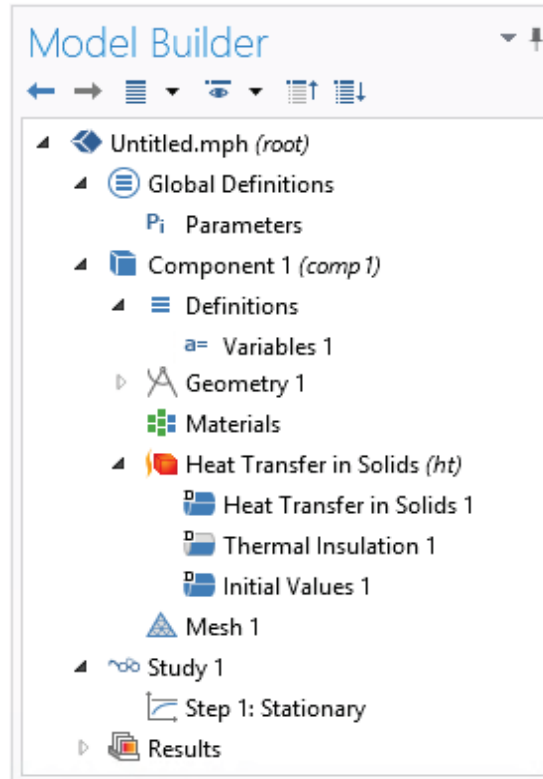 Model Builder
Untitled.mph (root)
Global Definitions
Pi Parameters
Component 1 (comp1)
Definitions
a= Variables 1
Geometry 1
Materials
Heat Transfer in Solids (ht)
D Heat Transfer in Solids 1
D Thermal Insulation 1
D Initial Values 1
Mesh 1
Study 1
Step 1: Stationary
Results